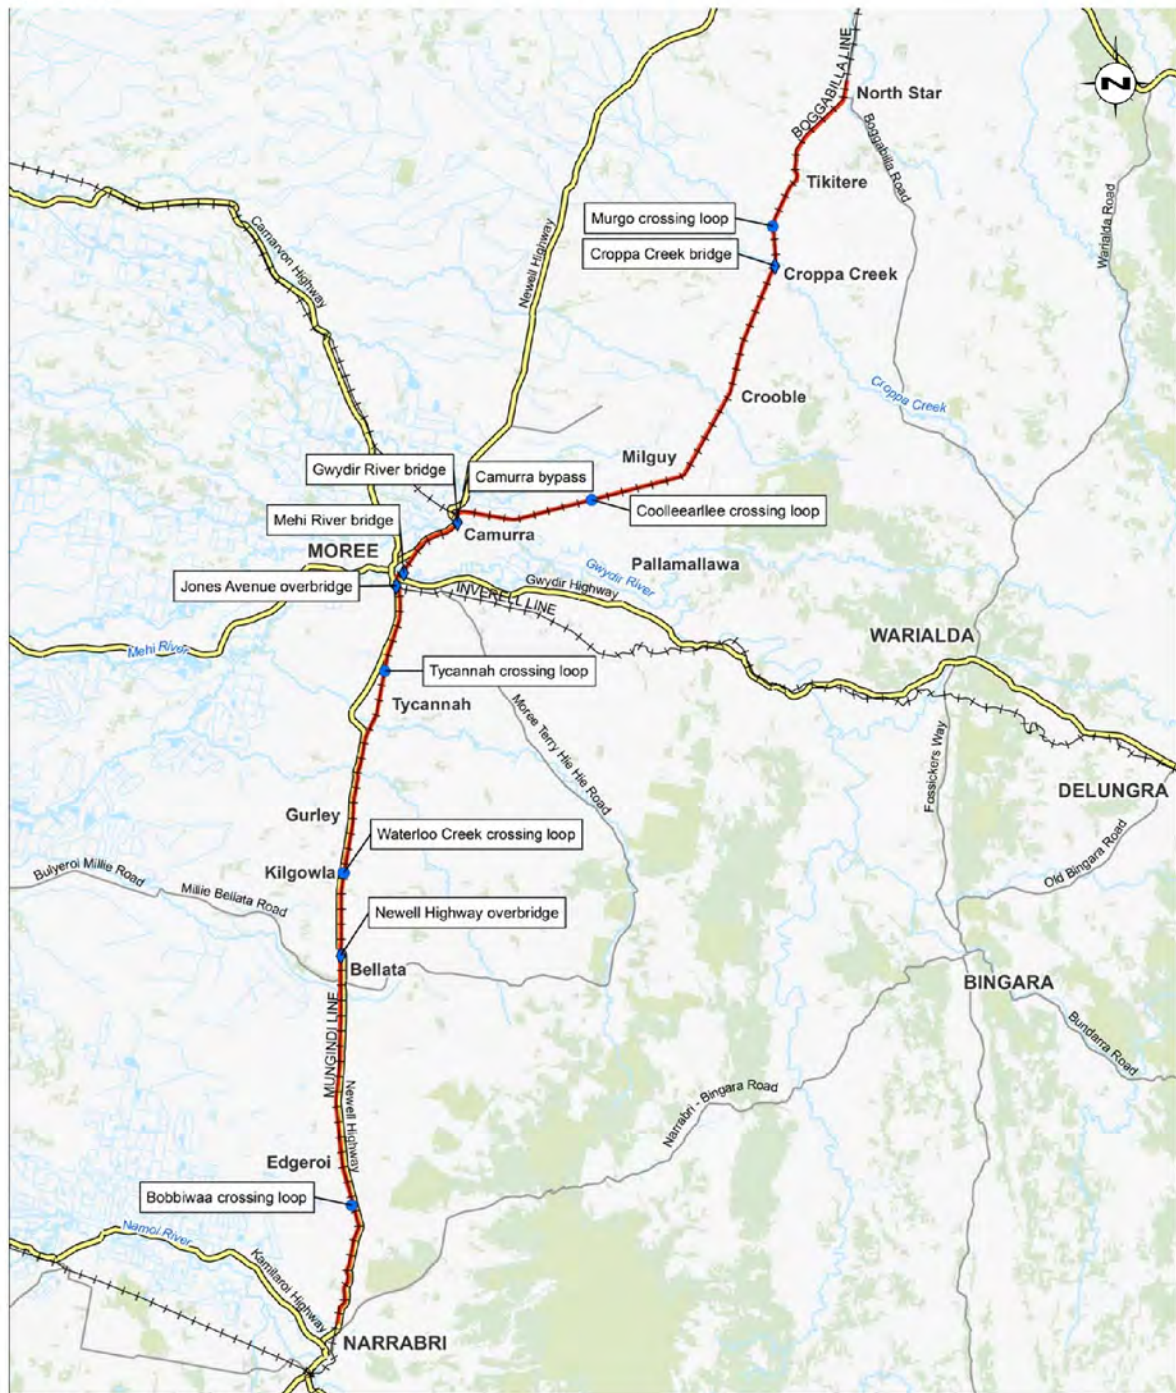 BOGGABILLA LINE
North Star
N
Boggabilla Road
Tikitere
Warialda Road
Murgo crossing loop
Croppa Creek bridge
Croppa Creek
Carnarvon Highway
Newell Highway
Croppa Creek
Crooble
Milguy
Gwydir River bridge
Camurra bypass
Coolleearllee crossing loop
Mehi River bridge
Camurra
MOREE
Pallamallawa
Gwydir River
Jones Avenue overbridge
Gwydir Highway
INVERELL LINE
WARIALDA
Mehi River
Tycannah crossing loop
Tycannah
Moree Terry Hie Hie Road
Fossickers Way
DELUNGRA
Gurley
Waterloo Creek crossing loop
Kilgowla
Old Bingara Road
Bulyeroi Millie Road
Millie Bellata Road
Newell Highway overbridge
Bellata
BINGARA
MUNGINDI LINE
Bundarra Road
Newell Highway
Narrabri - Bingara Road
Edgeroi
Bobbiwaa crossing loop
Namoi River
Kamilaroi Highway
NARRABRI